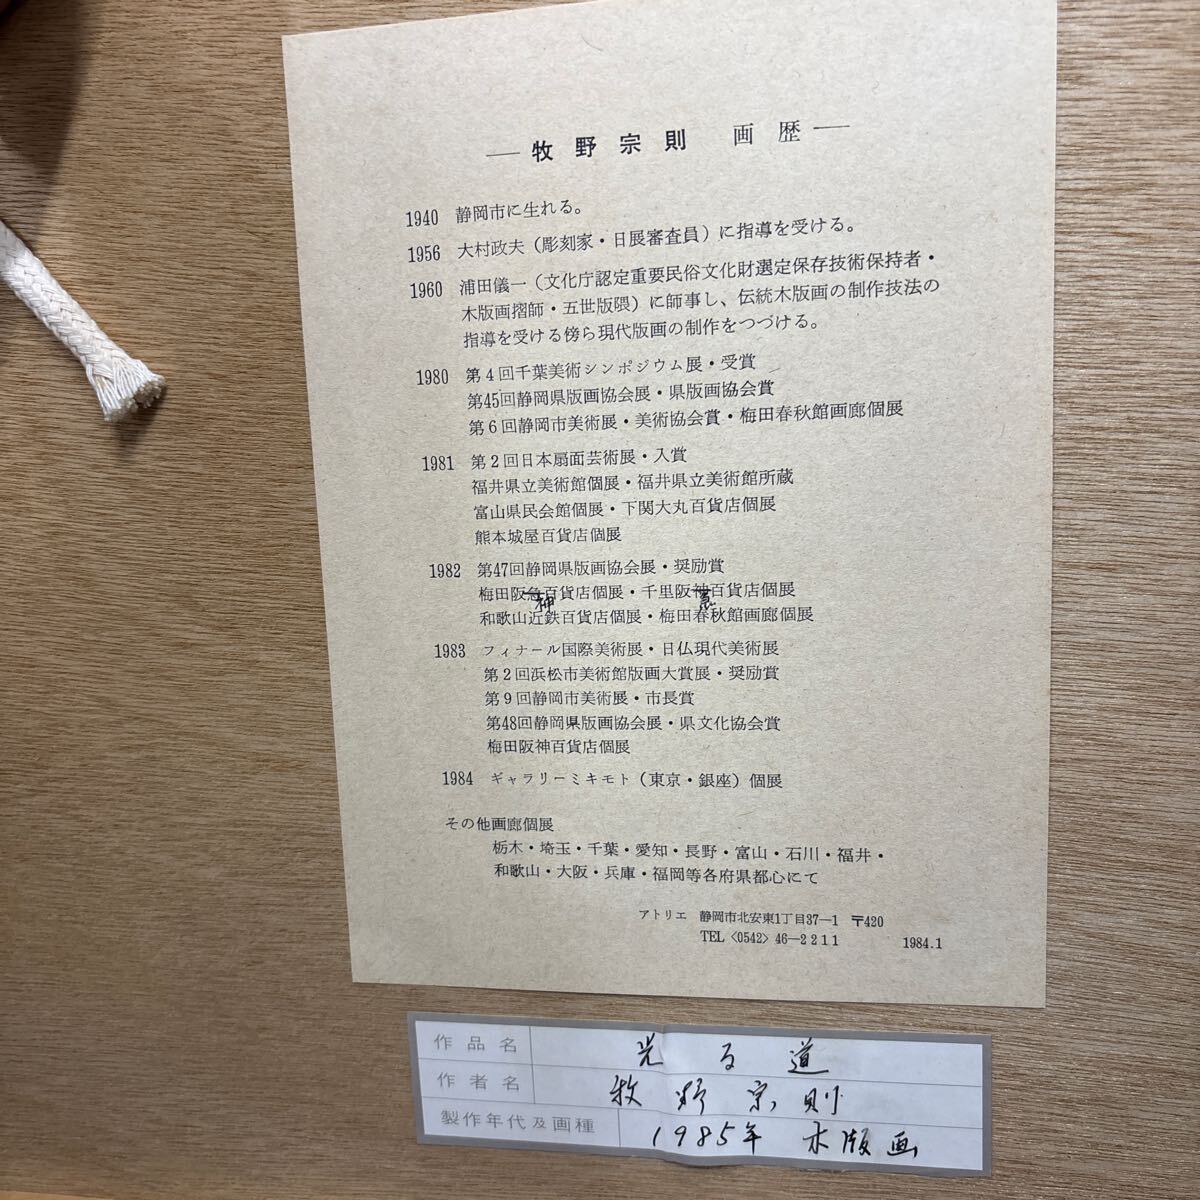 ― 牧野宗則 画歴 ―
1940 静岡市に生れる。
1956 大村政夫（彫刻家・日展審査員）に指導を受ける。
1960 浦田儀一（文化庁認定重要民俗文化財選定保存技術保持者・
木版画摺師・五世版隈）に師事し、伝統木版画の制作技法の
指導を受ける傍ら現代版画の制作をつづける。
1980 第4回千葉美術シンポジウム展・受賞
第45回静岡県版画協会展・県版画協会賞
第6回静岡市美術展・美術協会賞・梅田春秋館画廊個展
1981 第2回日本扇面芸術展・入賞
福井県立美術館個展・福井県立美術館所蔵
富山県民会館個展・下関大丸百貨店個展
熊本城屋百貨店個展
1982 第47回静岡県版画協会展・奨励賞
梅田阪急百貨店個展・千里阪神百貨店個展
神 急
和歌山近鉄百貨店個展・梅田春秋館画廊個展
1983 フィナール国際美術展・日仏現代美術展
第2回浜松市美術館版画大賞展・奨励賞
第9回静岡市美術展・市長賞
第48回静岡県版画協会展・県文化協会賞
梅田阪神百貨店個展
1984 ギャラリーミキモト（東京・銀座）個展
その他画廊個展
栃木・埼玉・千葉・愛知・長野・富山・石川・福井・
和歌山・大阪・兵庫・福岡等各府県都心にて
アトリエ 静岡市北安東1丁目37―1 〒420
TEL〈0542〉46―2211 1984.1
作品名 光る道
作者名 牧野宗則
製作年代及画種 1985年 木版画